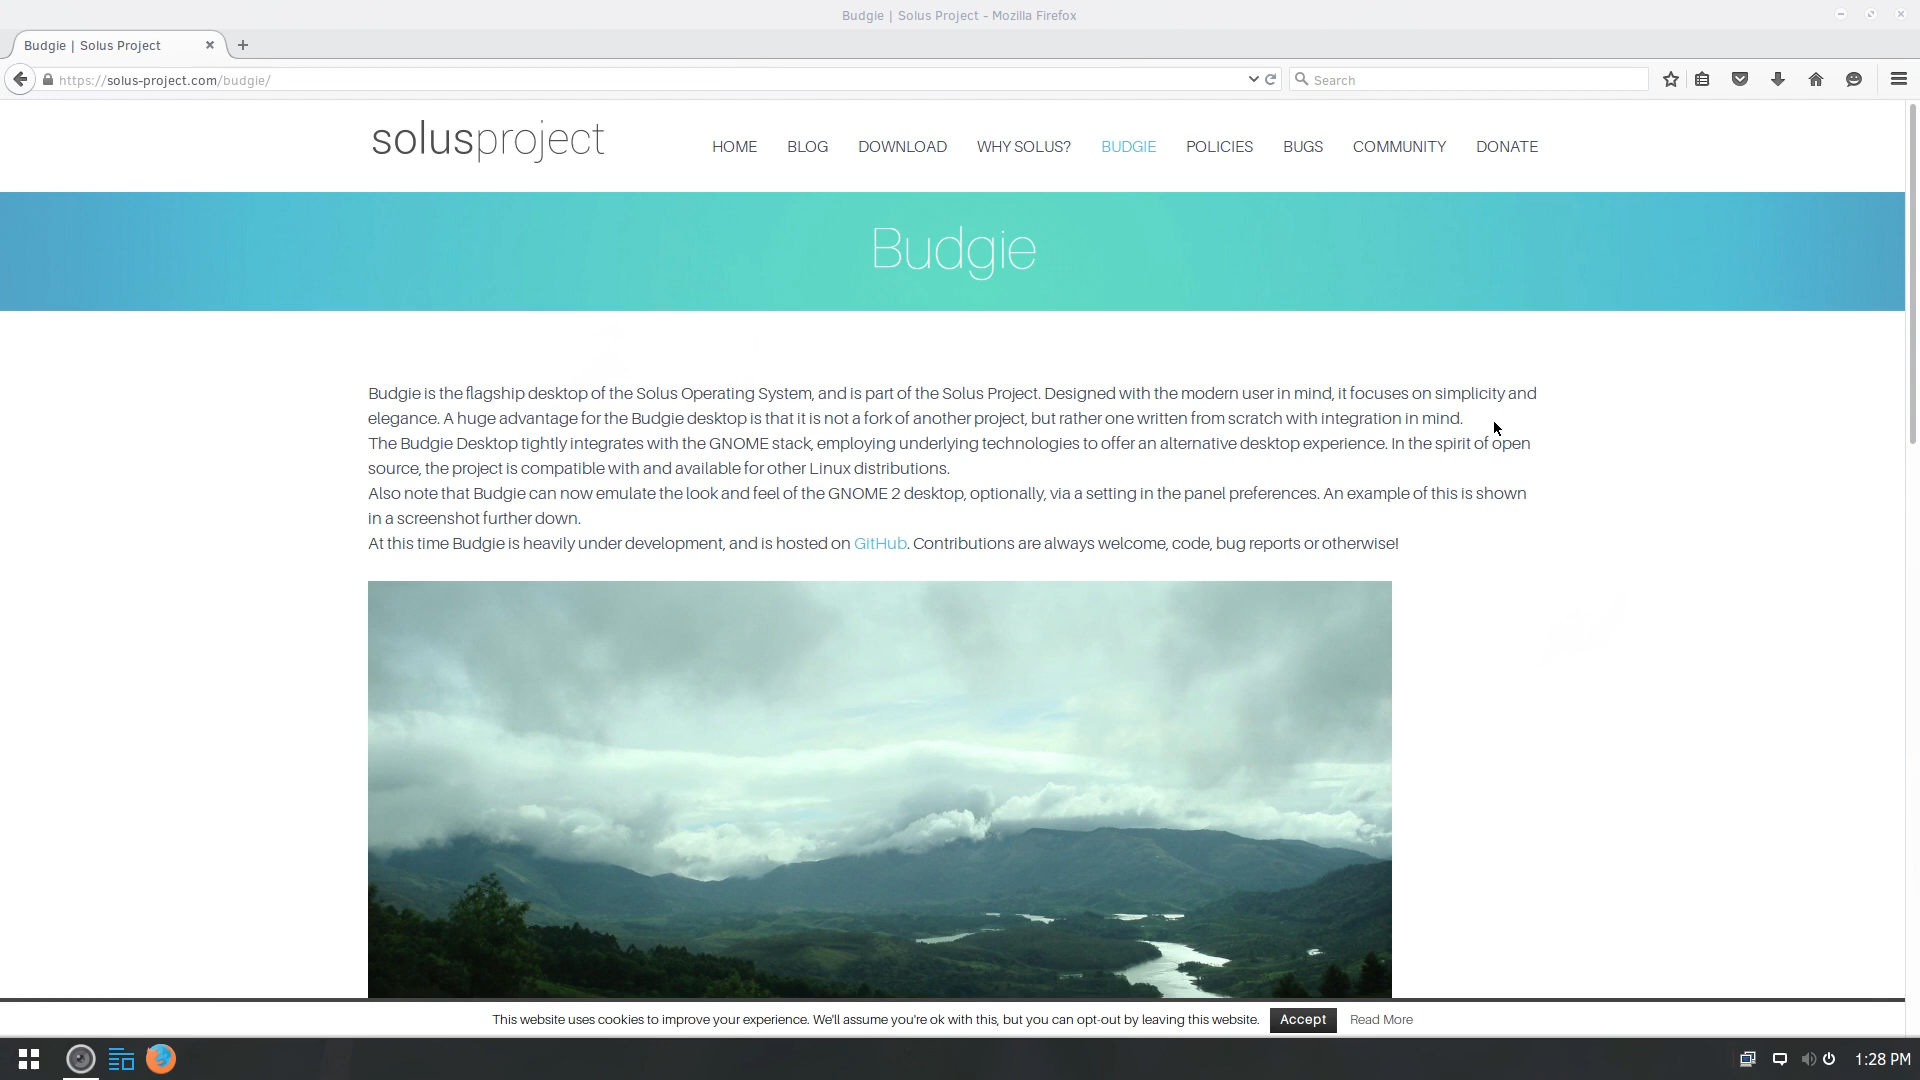 Budgie | Solus Project - Mozilla Firefox
Budgie | Solus Project
https://solus-project.com/budgie/
Search
solusproject
HOME BLOG DOWNLOAD WHY SOLUS? BUDGIE POLICIES BUGS COMMUNITY DONATE
Budgie
Budgie is the flagship desktop of the Solus Operating System, and is part of the Solus Project. Designed with the modern user in mind, it focuses on simplicity and
elegance. A huge advantage for the Budgie desktop is that it is not a fork of another project, but rather one written from scratch with integration in mind.
The Budgie Desktop tightly integrates with the GNOME stack, employing underlying technologies to offer an alternative desktop experience. In the spirit of open
source, the project is compatible with and available for other Linux distributions.
Also note that Budgie can now emulate the look and feel of the GNOME 2 desktop, optionally, via a setting in the panel preferences. An example of this is shown
in a screenshot further down.
At this time Budgie is heavily under development, and is hosted on GitHub. Contributions are always welcome, code, bug reports or otherwise!
This website uses cookies to improve your experience. We'll assume you're ok with this, but you can opt-out by leaving this website. Accept Read More
1:28 PM